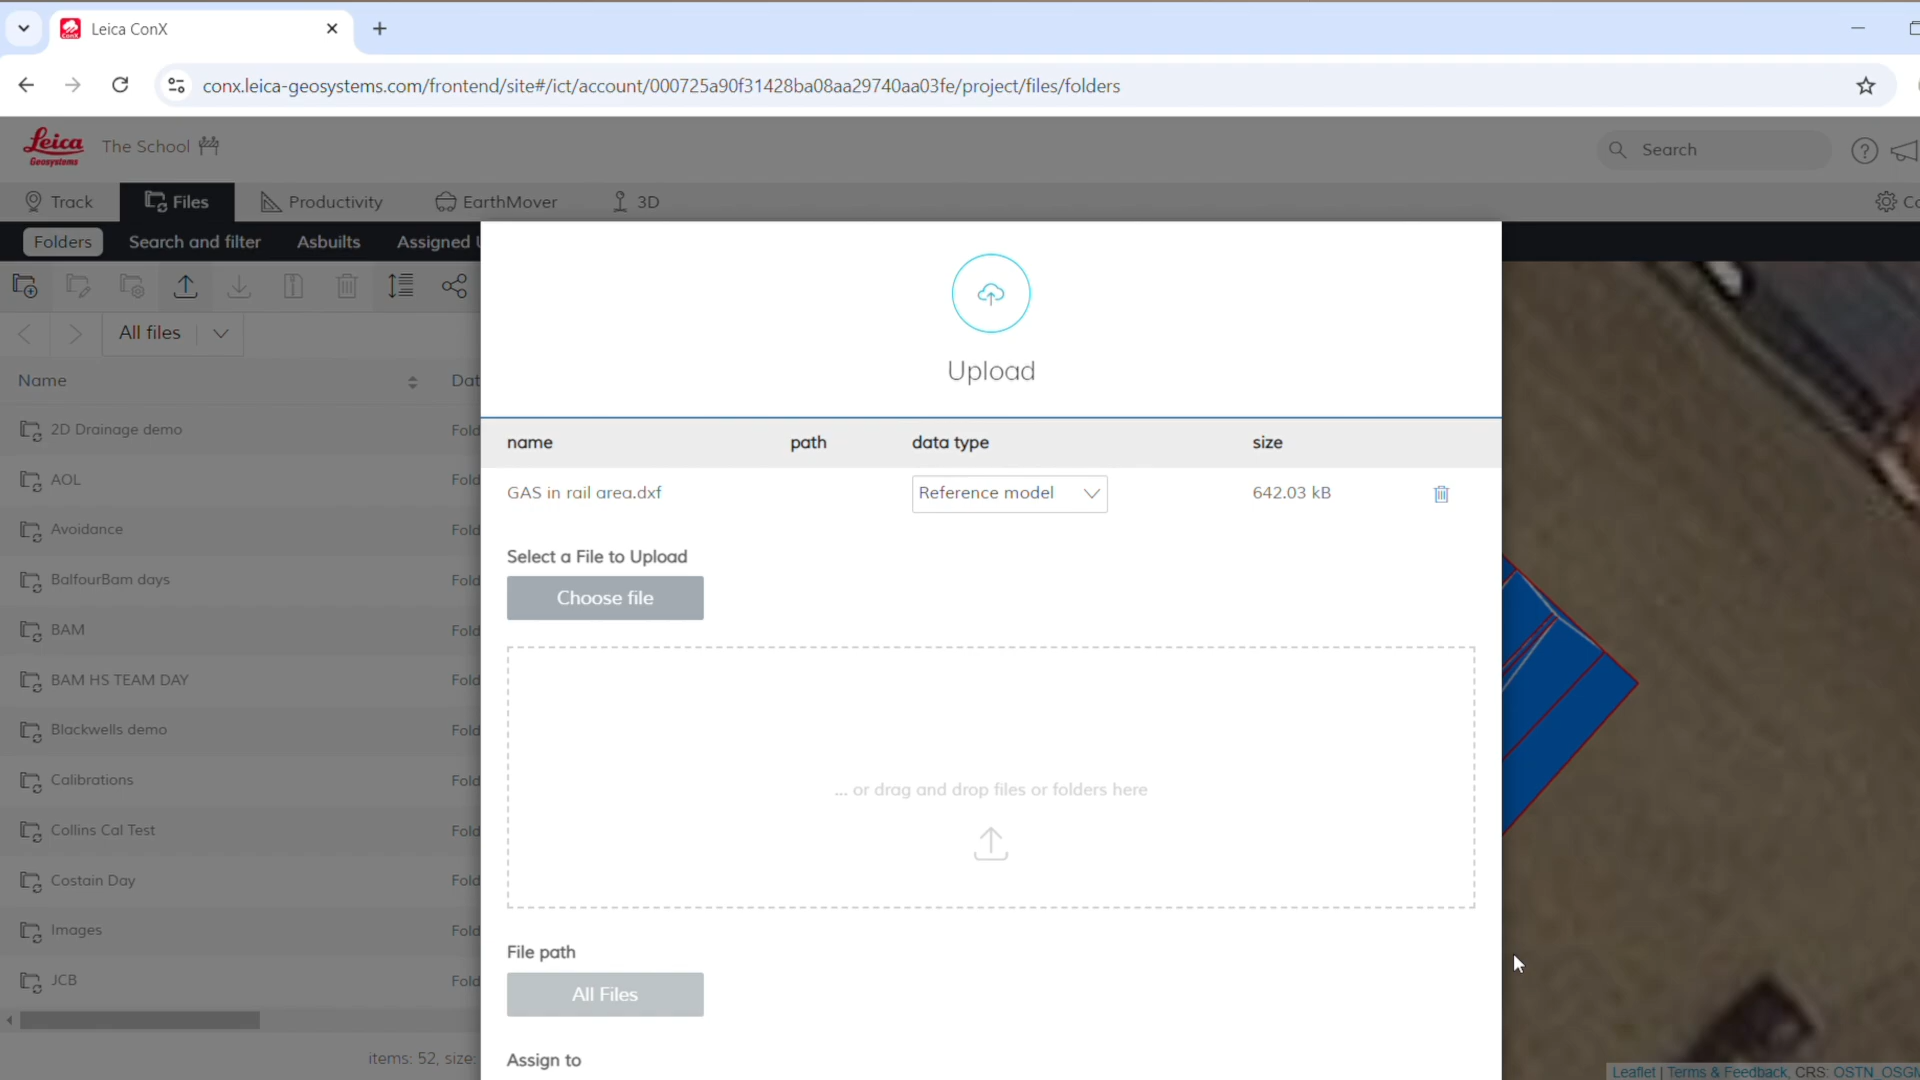 Leica ConX
conx.leica-geosystems.com/frontend/site#/ict/account/000725a90f31428ba08aa29740aa03fe/project/files/folders
Leica
Geosystems
The School
Search
Track
Files
Productivity
EarthMover
3D
Folders
Search and filter
Asbuilts
Assigned
All files
Name
2D Drainage demo
Fold
AOL
Fold
Avoidance
Fold
BalfourBam days
Fold
BAM
Fold
BAM HS TEAM DAY
Fold
Blackwells demo
Fold
Calibrations
Fold
Collins Cal Test
Fold
Costain Day
Fold
Images
Fold
JCB
Fold
items: 52, size:
Upload
name path data type size
GAS in rail area.dxf Reference model 642.03 kB
Select a File to Upload
Choose file
... or drag and drop files or folders here
File path
All Files
Assign to
Leaflet | Terms & Feedback, CRS: OSTN_OSGM